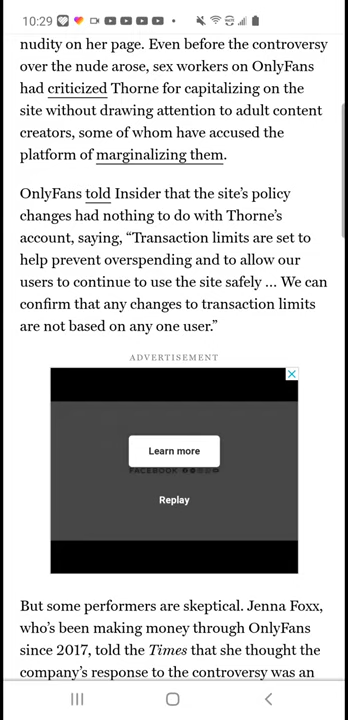 10:29
nudity on her page. Even before the controversy
over the nude arose, sex workers on OnlyFans
had criticized Thorne for capitalizing on the
site without drawing attention to adult content
creators, some of whom have accused the
platform of marginalizing them.
OnlyFans told Insider that the site’s policy
changes had nothing to do with Thorne’s
account, saying, “Transaction limits are set to
help prevent overspending and to allow our
users to continue to use the site safely ... We can
confirm that any changes to transaction limits
are not based on any one user.”
ADVERTISEMENT
Learn more
FACEBOOK
Replay
But some performers are skeptical. Jenna Foxx,
who’s been making money through OnlyFans
since 2017, told the Times that she thought the
company’s response to the controversy was an